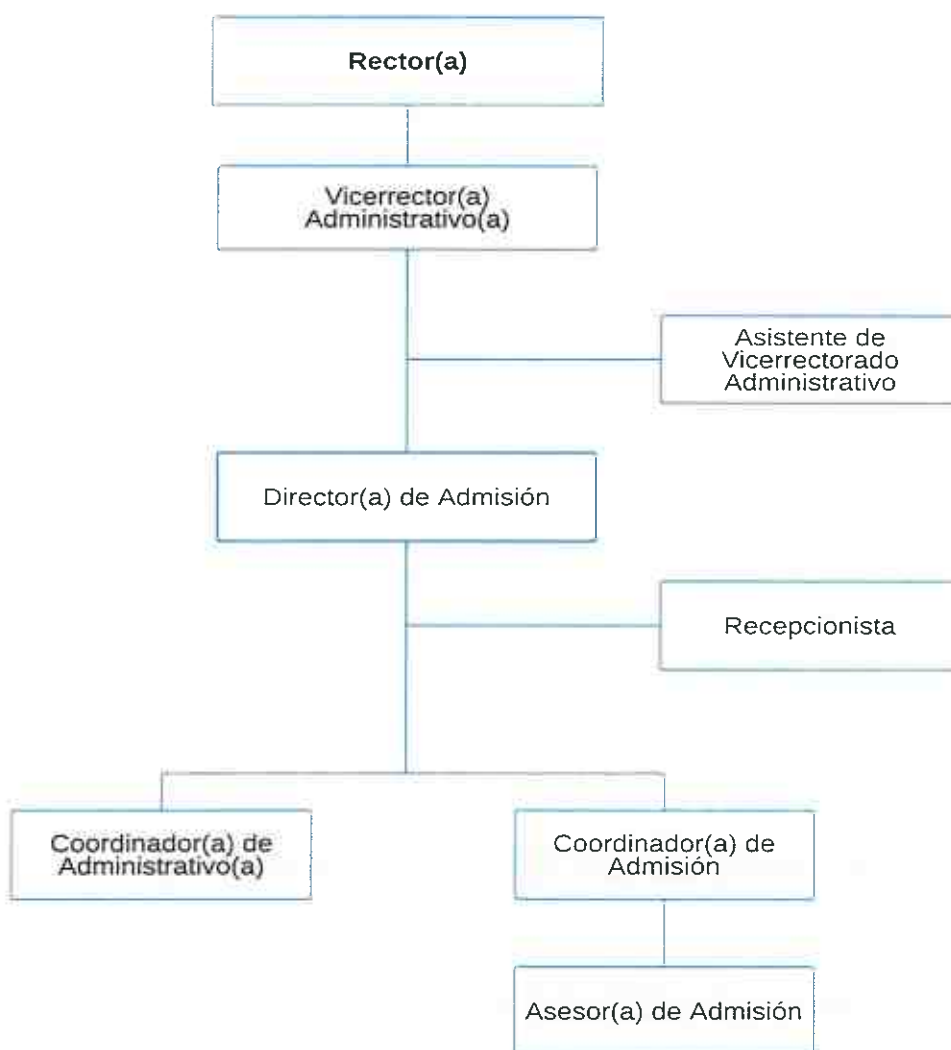 Rector(a)
Vicerrector(a)
Administrativo(a)
Asistente de
Vicerrectorado
Administrativo
Director(a) de Admisión
Recepcionista
Coordinador(a) de
Administrativo(a)
Coordinador(a) de
Admisión
Asesor(a) de Admisión